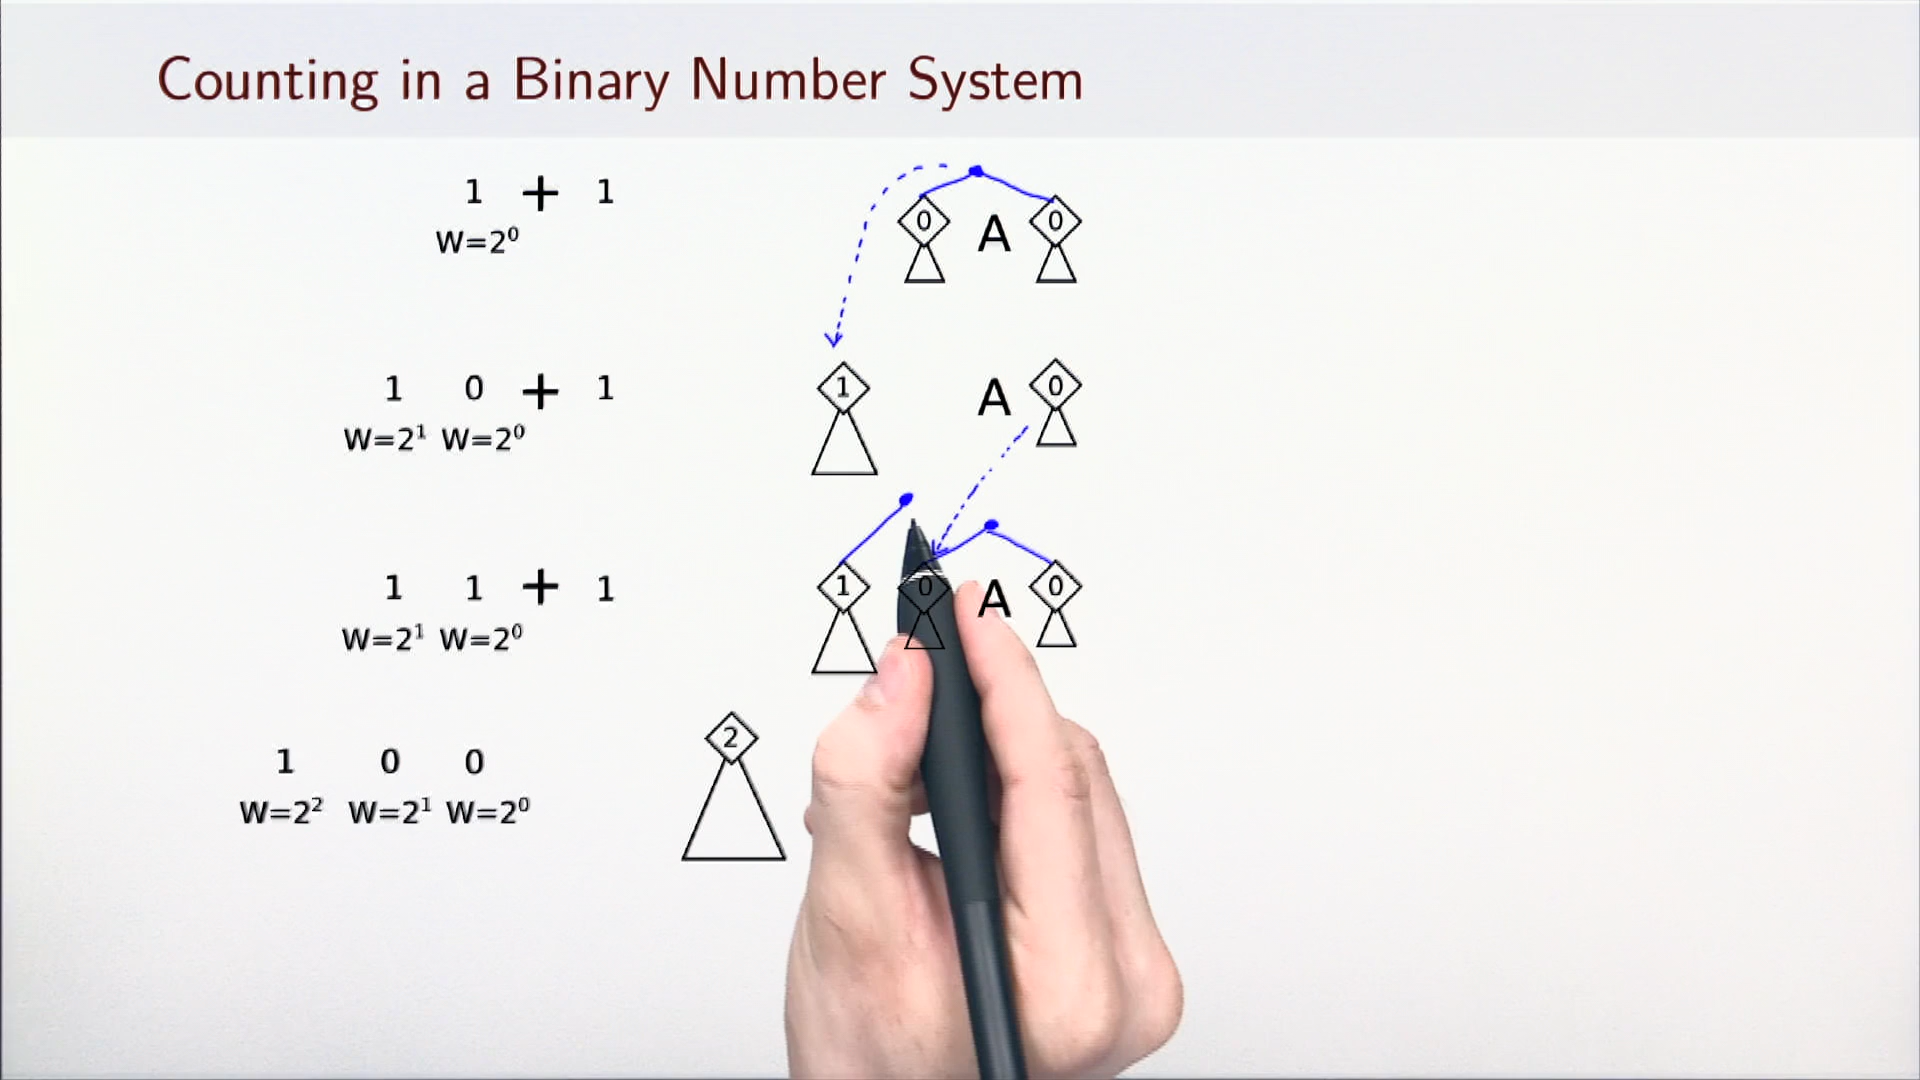 Counting in a Binary Number System
1 + 1
W=2⁰
0 A 0
1 0 + 1
W=2¹ W=2⁰
1 A 0
1 1 + 1
W=2¹ W=2⁰
1 0 A 0
1 0 0
W=2² W=2¹ W=2⁰
2